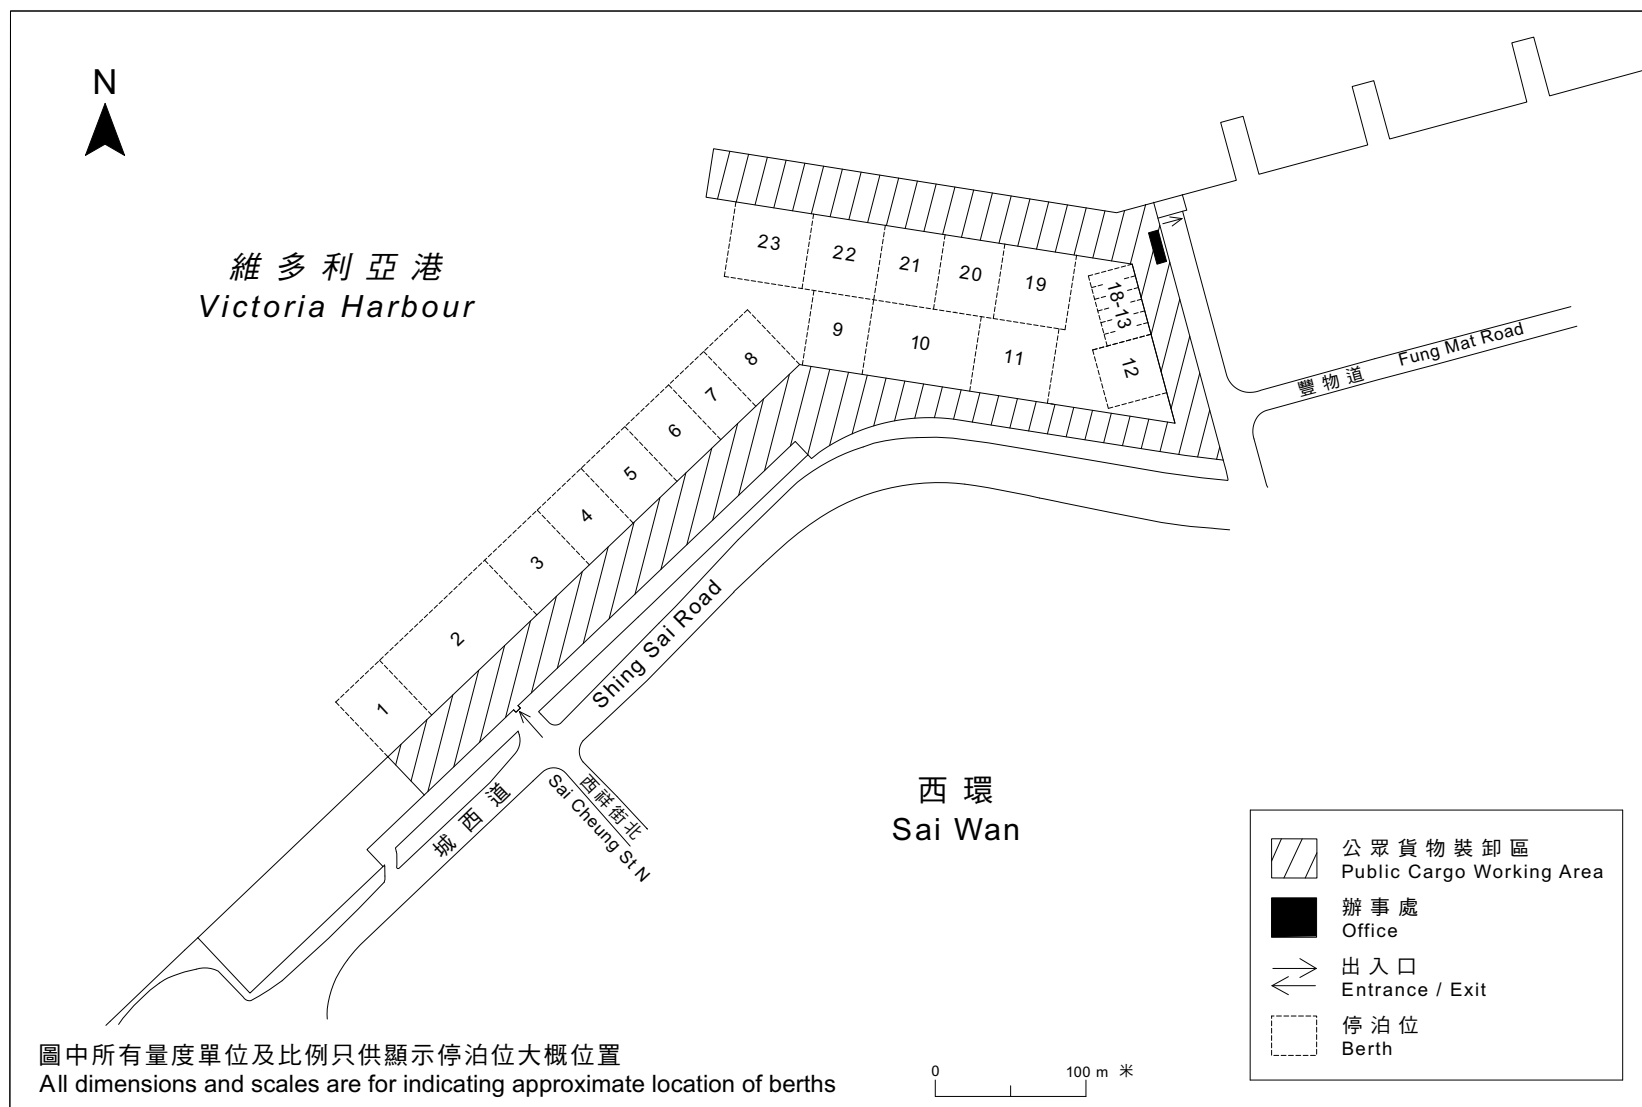 N
維多利亞港
Victoria Harbour
23
22
21
20
19
18-13
12
9
10
11
8
7
6
5
4
3
2
1
豐物道 Fung Mat Road
Shing Sai Road
城西道
西祥街北
Sai Cheung St N
西環
Sai Wan
公眾貨物裝卸區
Public Cargo Working Area
辦事處
Office
出入口
Entrance / Exit
停泊位
Berth
圖中所有量度單位及比例只供顯示停泊位大概位置
All dimensions and scales are for indicating approximate location of berths
0 100 m 米